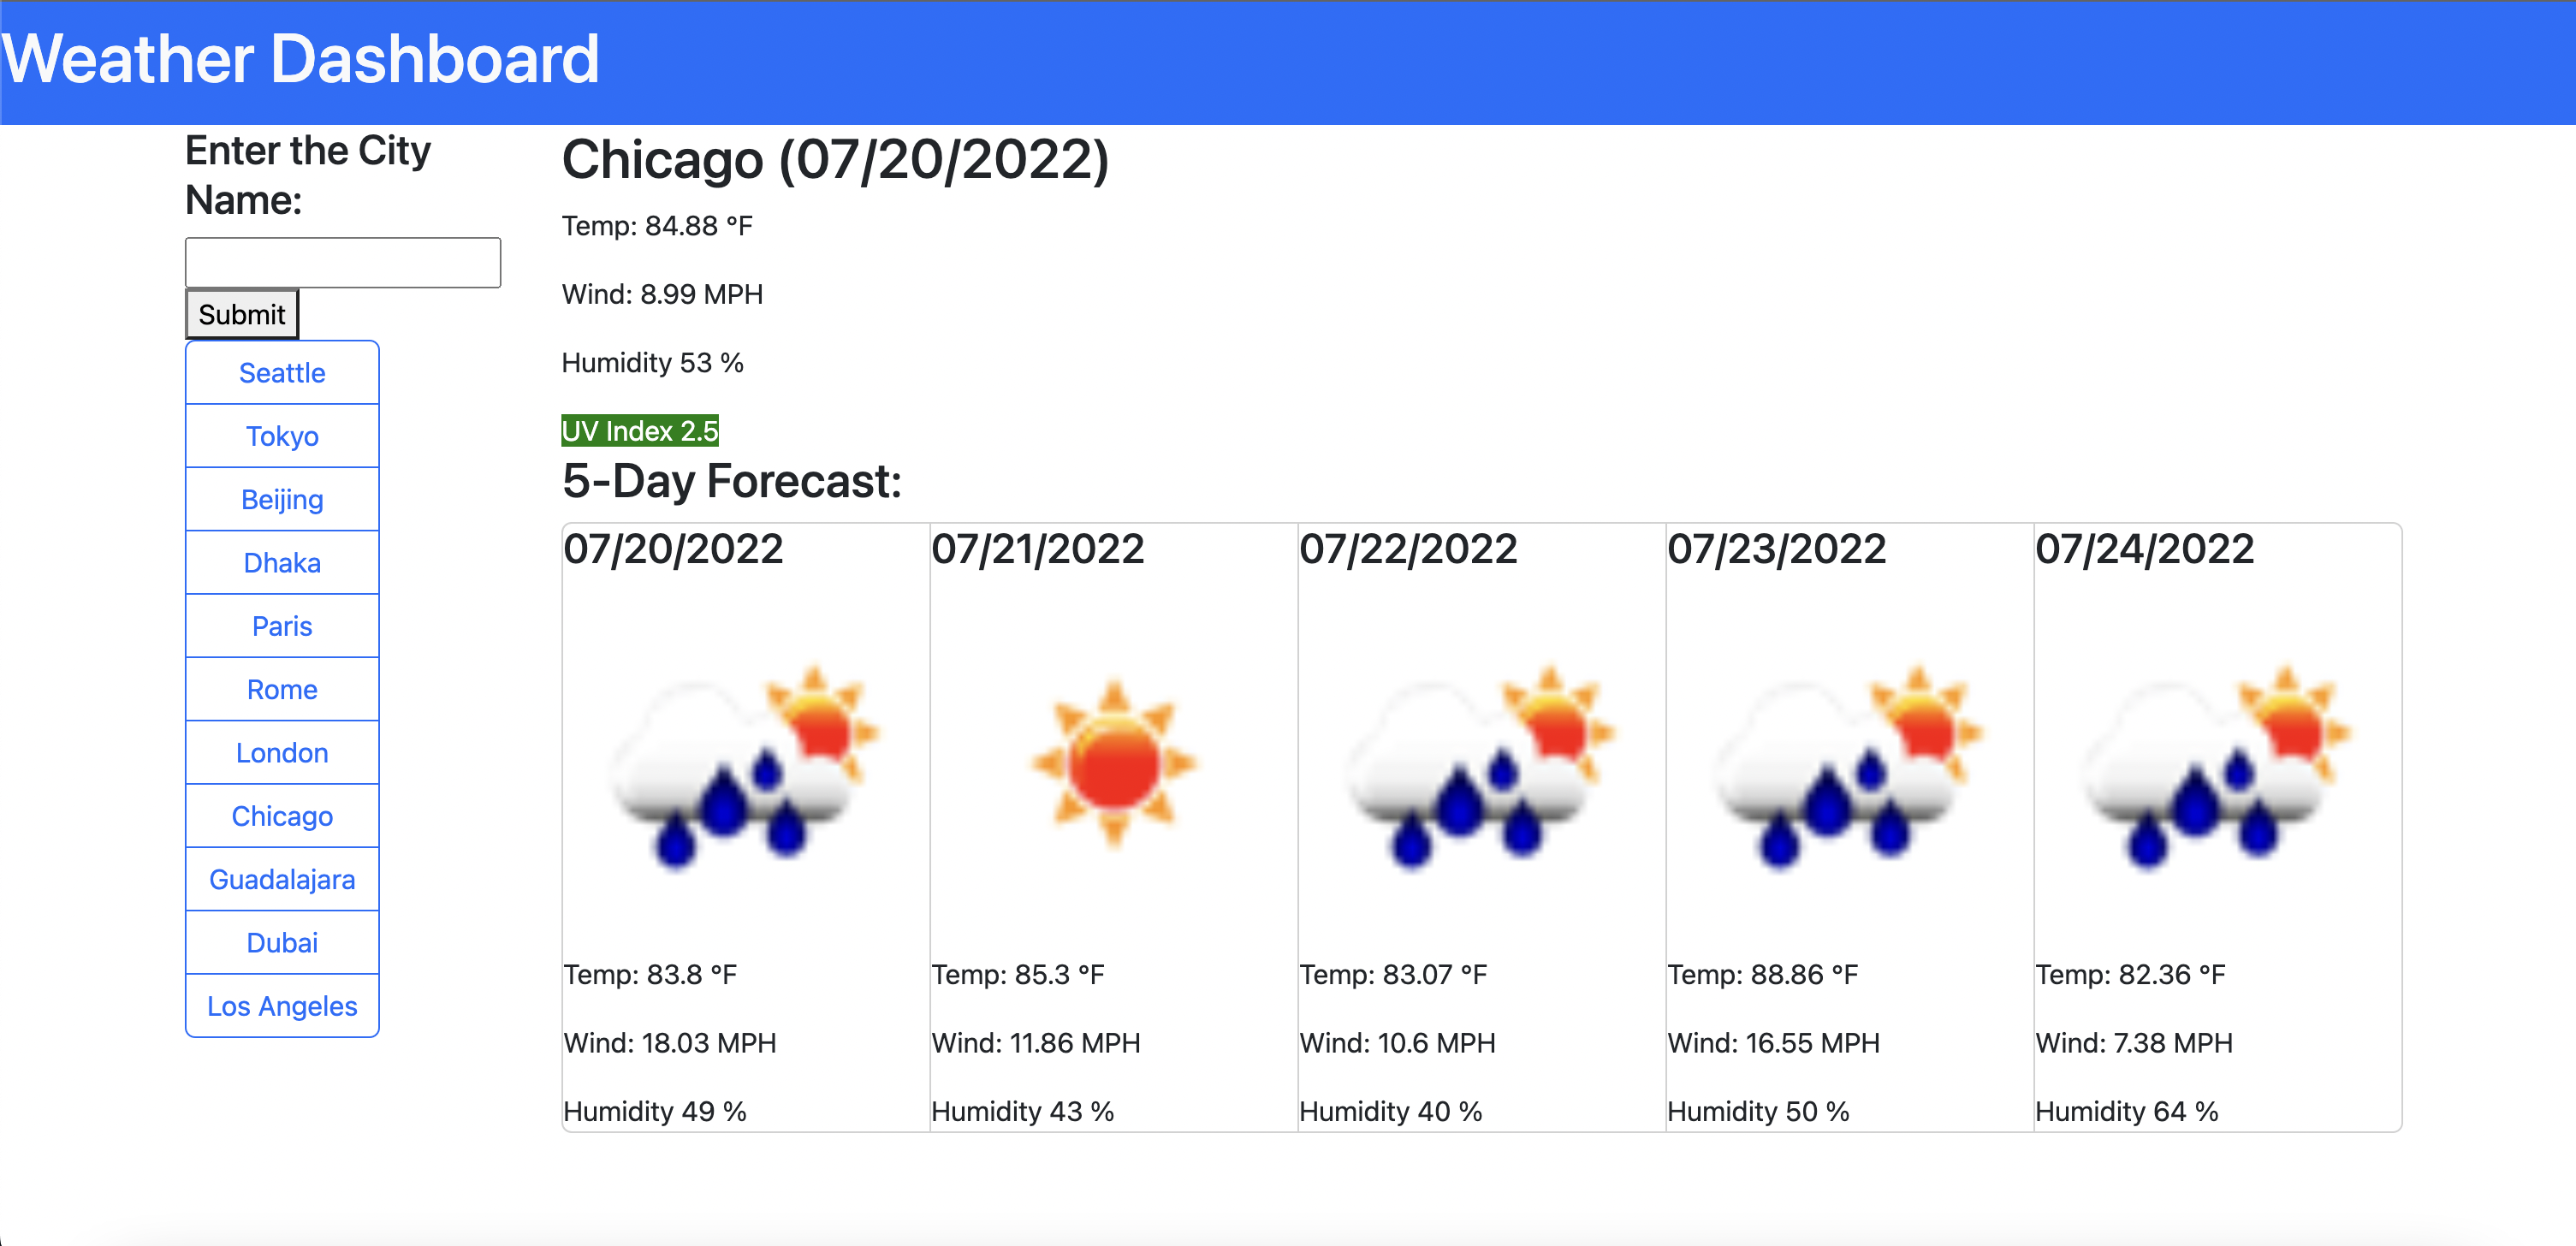 Weather Dashboard
Enter the City
Name:
Submit
Seattle
Tokyo
Beijing
Dhaka
Paris
Rome
London
Chicago
Guadalajara
Dubai
Los Angeles
Chicago (07/20/2022)
Temp: 84.88 °F
Wind: 8.99 MPH
Humidity 53 %
UV Index 2.5
5-Day Forecast:
07/20/2022
Temp: 83.8 °F
Wind: 18.03 MPH
Humidity 49 %
07/21/2022
Temp: 85.3 °F
Wind: 11.86 MPH
Humidity 43 %
07/22/2022
Temp: 83.07 °F
Wind: 10.6 MPH
Humidity 40 %
07/23/2022
Temp: 88.86 °F
Wind: 16.55 MPH
Humidity 50 %
07/24/2022
Temp: 82.36 °F
Wind: 7.38 MPH
Humidity 64 %